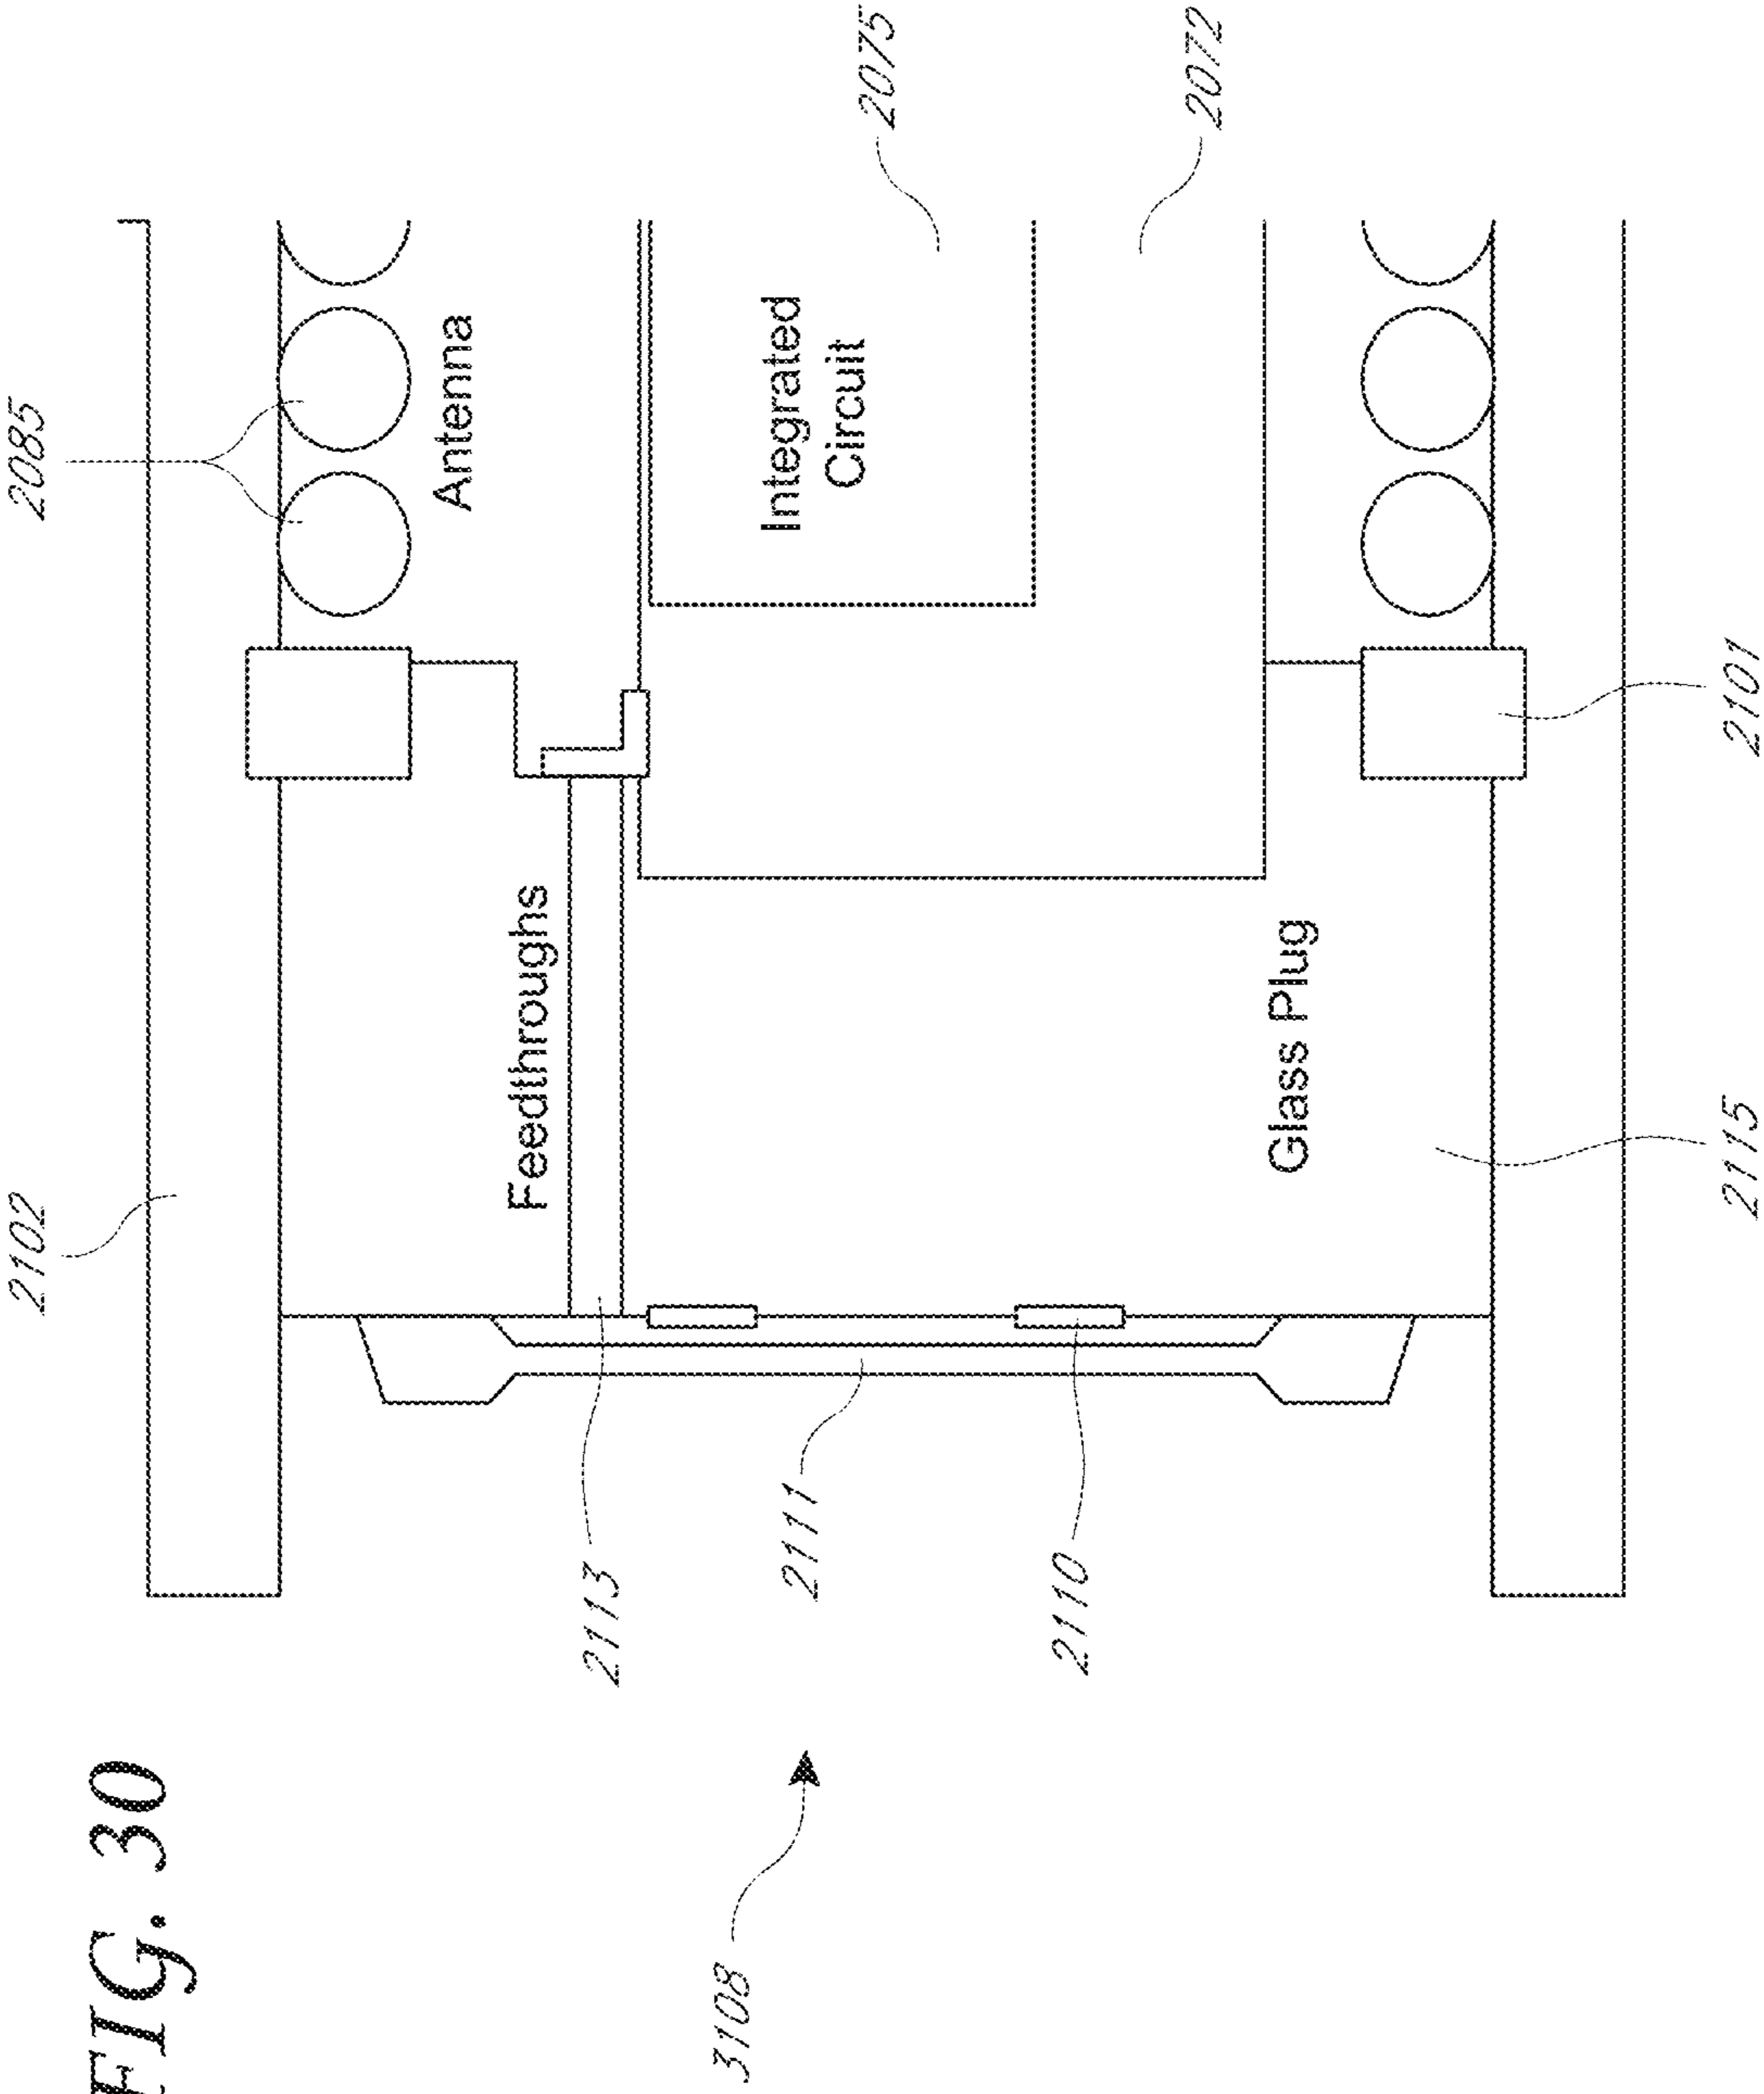 FIG. 30
2102
2085
Antenna
Feedthroughs
Integrated
Circuit
2075
2072
Glass Plug
2113
2111
2110
3108
2115
2101